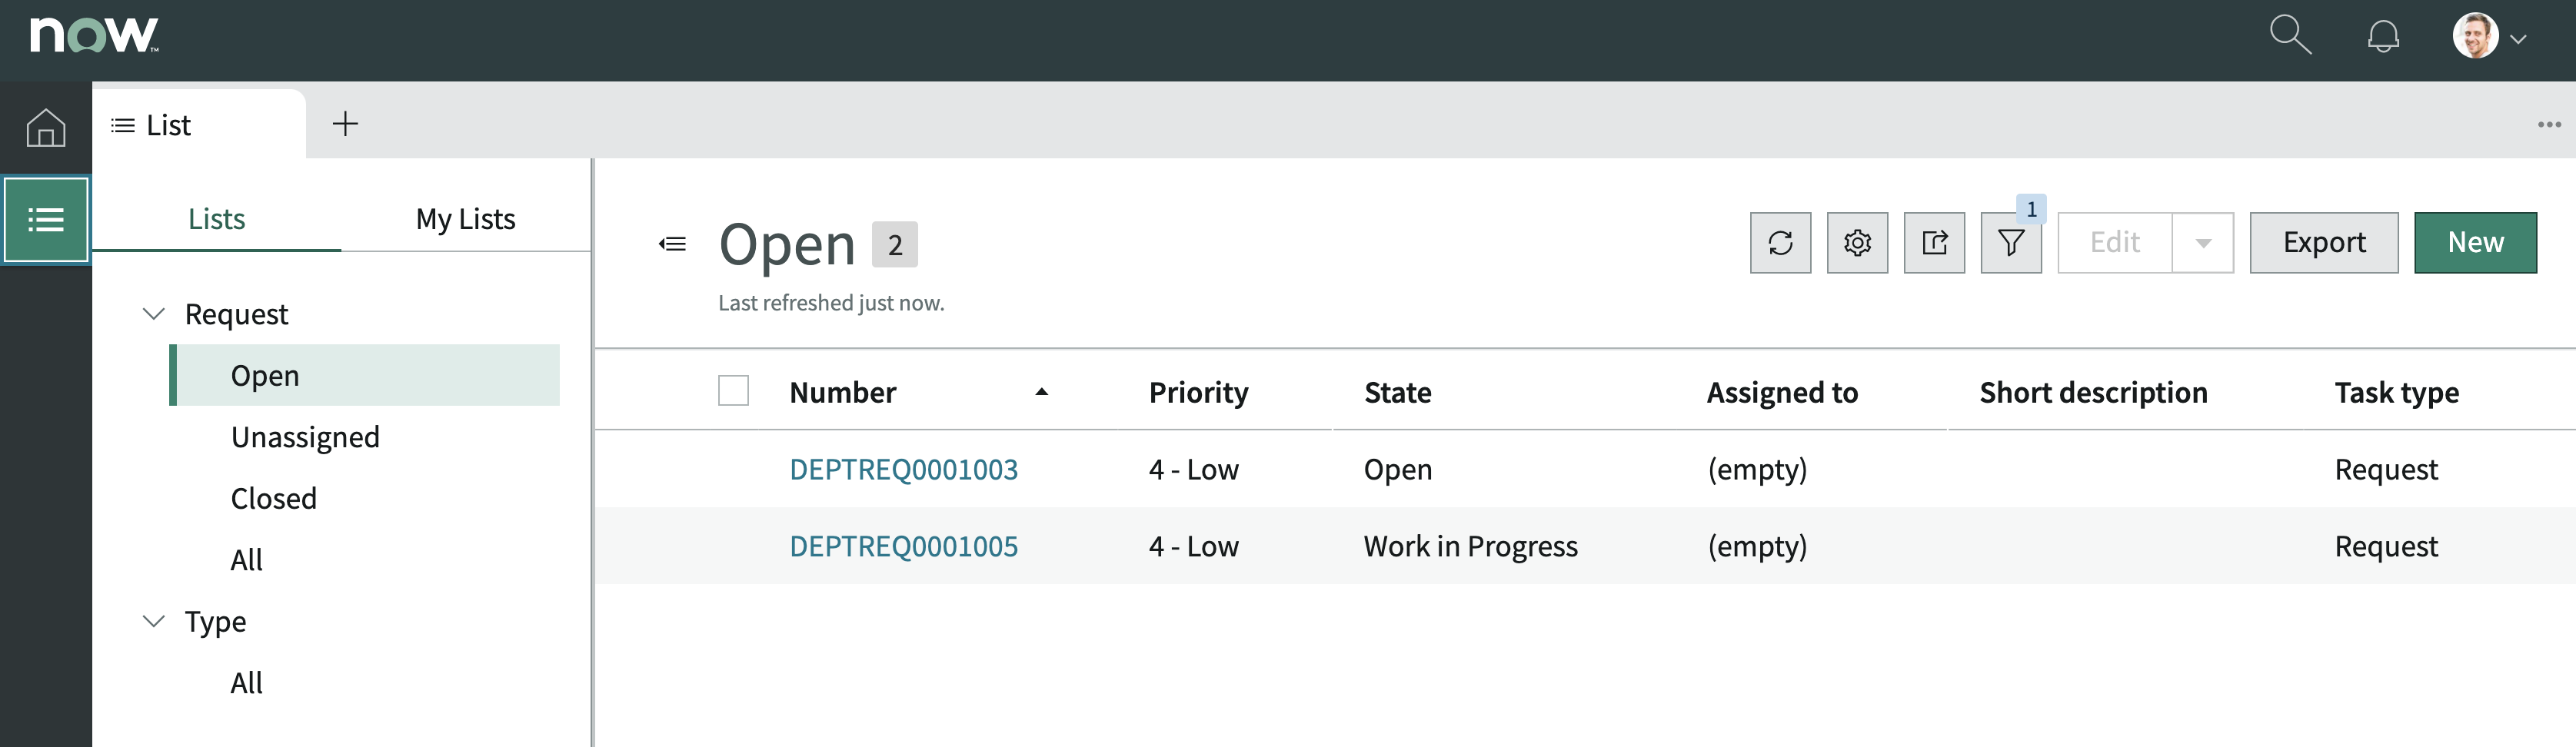 now™
List
Lists
My Lists
Request
Open
Unassigned
Closed
All
Type
All
Open 2
Last refreshed just now.
1
Edit
Export
New
Number Priority State Assigned to Short description Task type
DEPTREQ0001003 4 - Low Open (empty) Request
DEPTREQ0001005 4 - Low Work in Progress (empty) Request